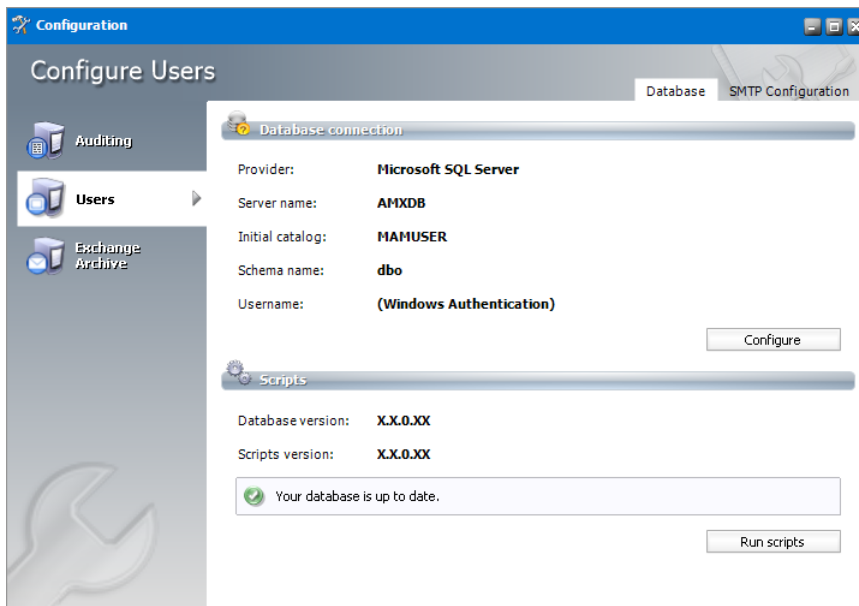 Configuration
Configure Users
Database
SMTP Configuration
Auditing
Users
Exchange
Archive
Database connection
Provider: Microsoft SQL Server
Server name: AMXDB
Initial catalog: MAMUSER
Schema name: dbo
Username: (Windows Authentication)
Configure
Scripts
Database version: X.X.0.XX
Scripts version: X.X.0.XX
Your database is up to date.
Run scripts